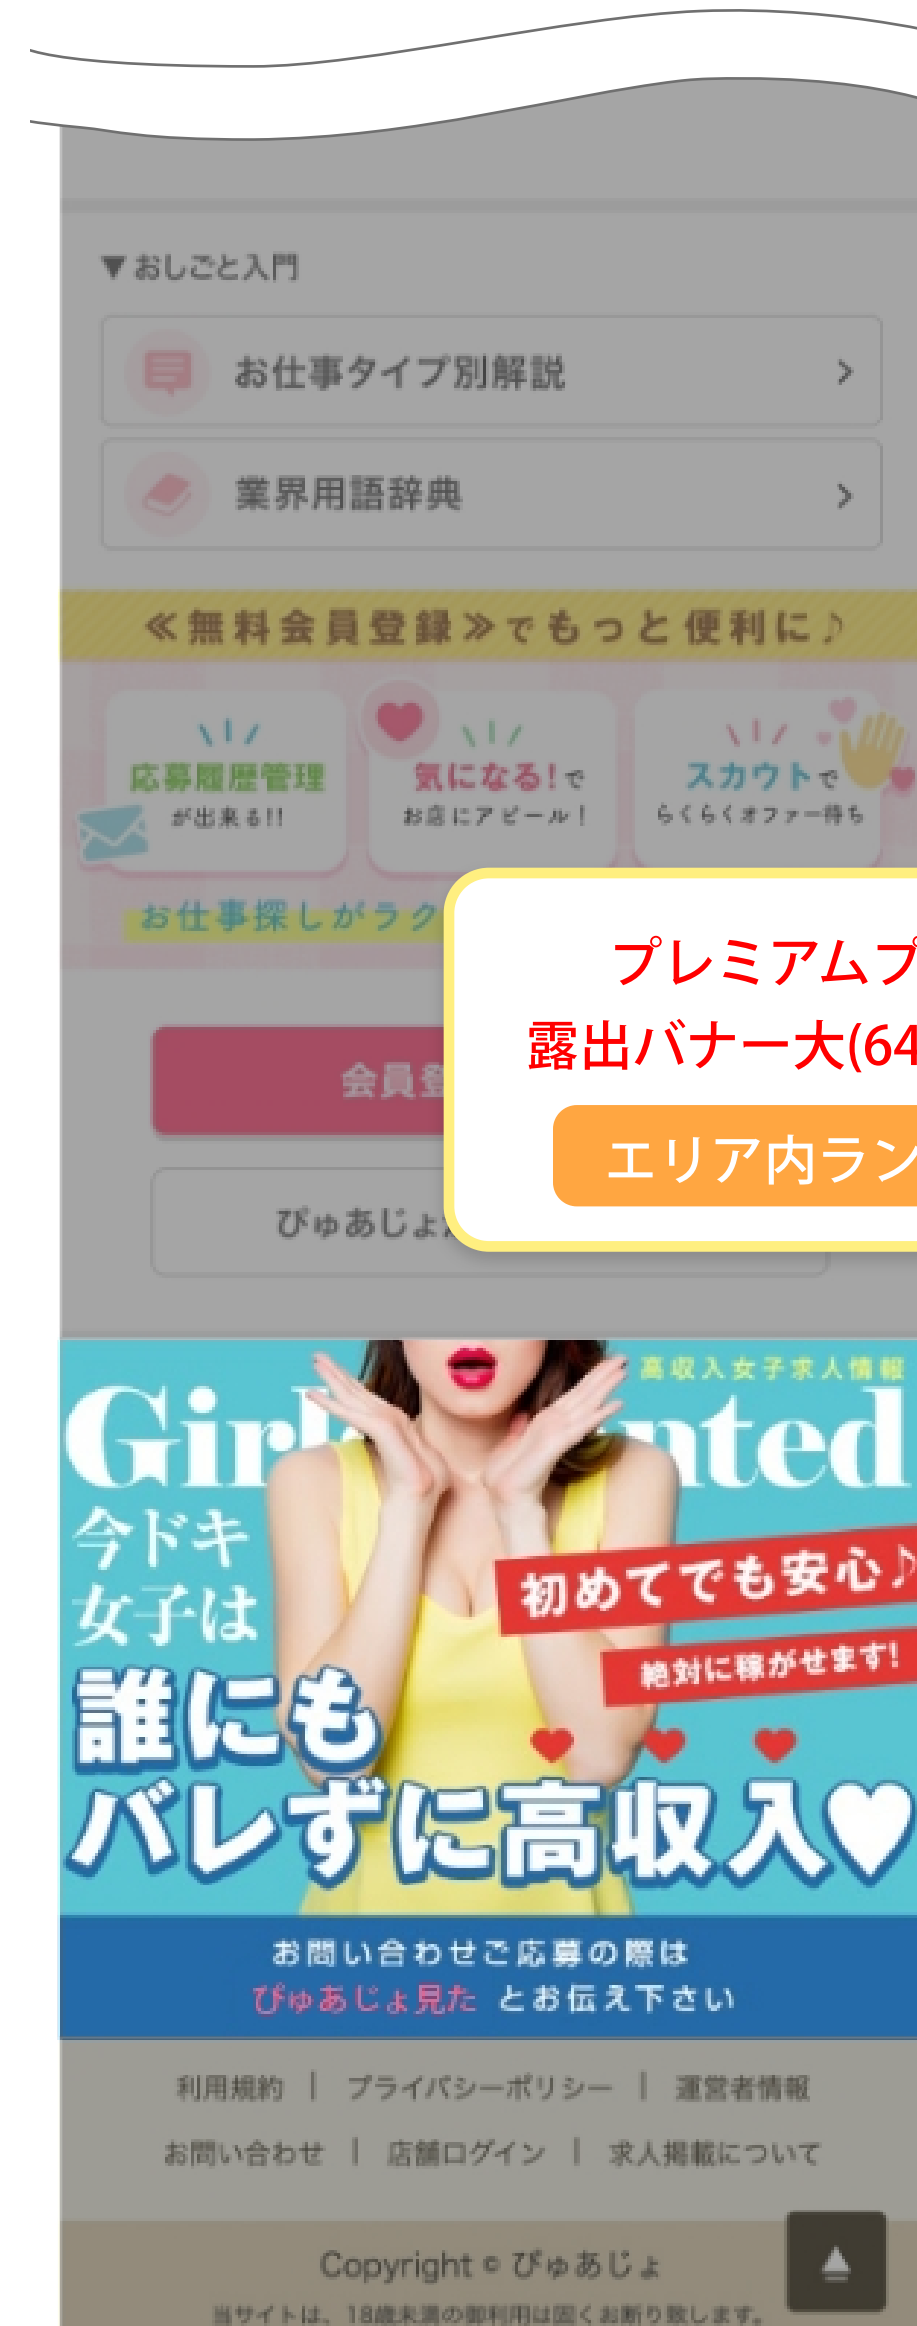 ▼おしごと入門
お仕事タイプ別解説
業界用語辞典
≪無料会員登録≫でもっと便利に♪
応募履歴管理
が出来る!!
気になる!で
お店にアピール!
スカウトで
らくらくオファー待ち
お仕事探しがラク
プレミアムプ
露出バナー大(64
会員登
エリア内ラン
ぴゅあじょ
高収入女子求人情報
Girl nted
今ドキ
女子は
初めてでも安心♪
絶対に稼がせます!
誰にも
バレずに高収入♥
お問い合わせご応募の際は
ぴゅあじょ見た とお伝え下さい
利用規約 | プライバシーポリシー | 運営者情報
お問い合わせ | 店舗ログイン | 求人掲載について
Copyright © ぴゅあじょ
当サイトは、18歳未満の御利用は固くお断り致します。